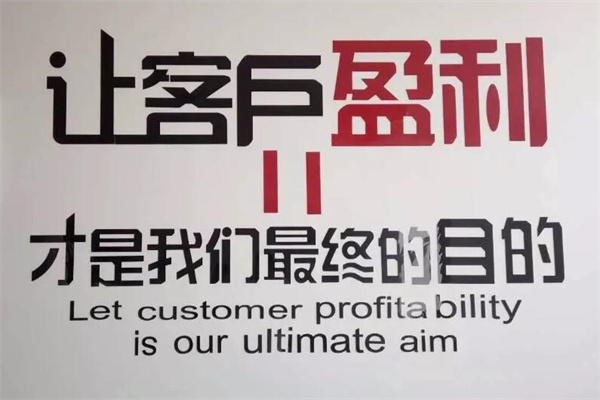 让客户盈利
才是我们最终的目的
Let customer profita bility
is our ultimate aim